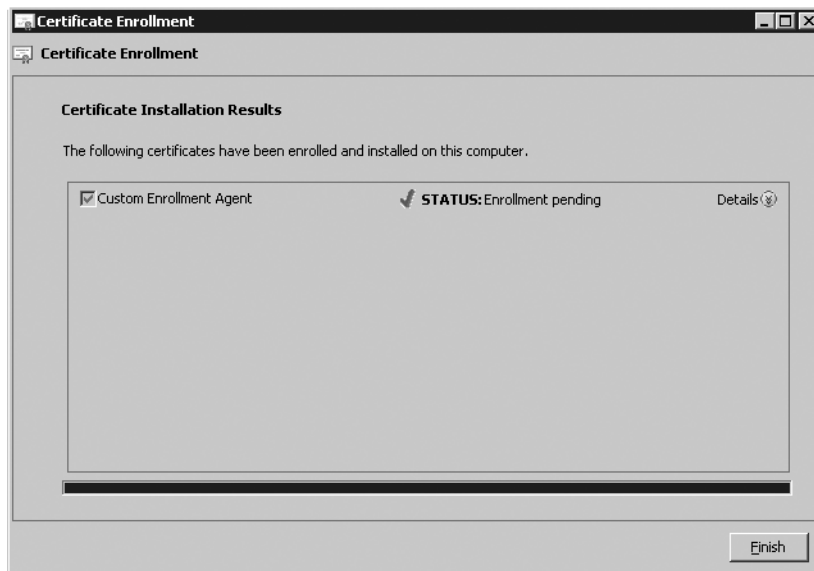 Certificate Enrollment
Certificate Enrollment
Certificate Installation Results
The following certificates have been enrolled and installed on this computer.
Custom Enrollment Agent STATUS: Enrollment pending Details
Finish